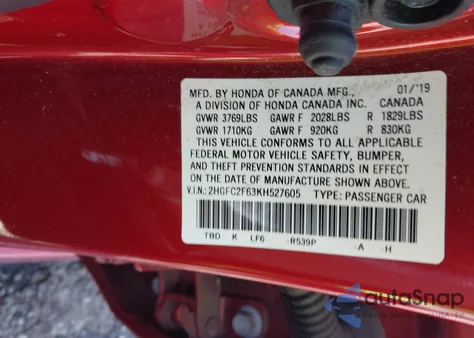 MFD. BY HONDA OF CANADA MFG., 01/'19
A DIVISION OF HONDA CANADA INC. CANADA
GVWR 3769LBS GAWR F 2028LBS R 1829LBS
GVWR 1710KG GAWR F 920KG R 830KG
THIS VEHICLE CONFORMS TO ALL APPLICABLE
FEDERAL MOTOR VEHICLE SAFETY, BUMPER,
AND THEFT PREVENTION STANDARDS IN EFFECT
ON THE DATE OF MANUFACTURE SHOWN ABOVE.
V.I.N.: 2HGFC2F63KH527605 TYPE: PASSENGER CAR
TBD K LF6 -R539P -A -H
autoSnap